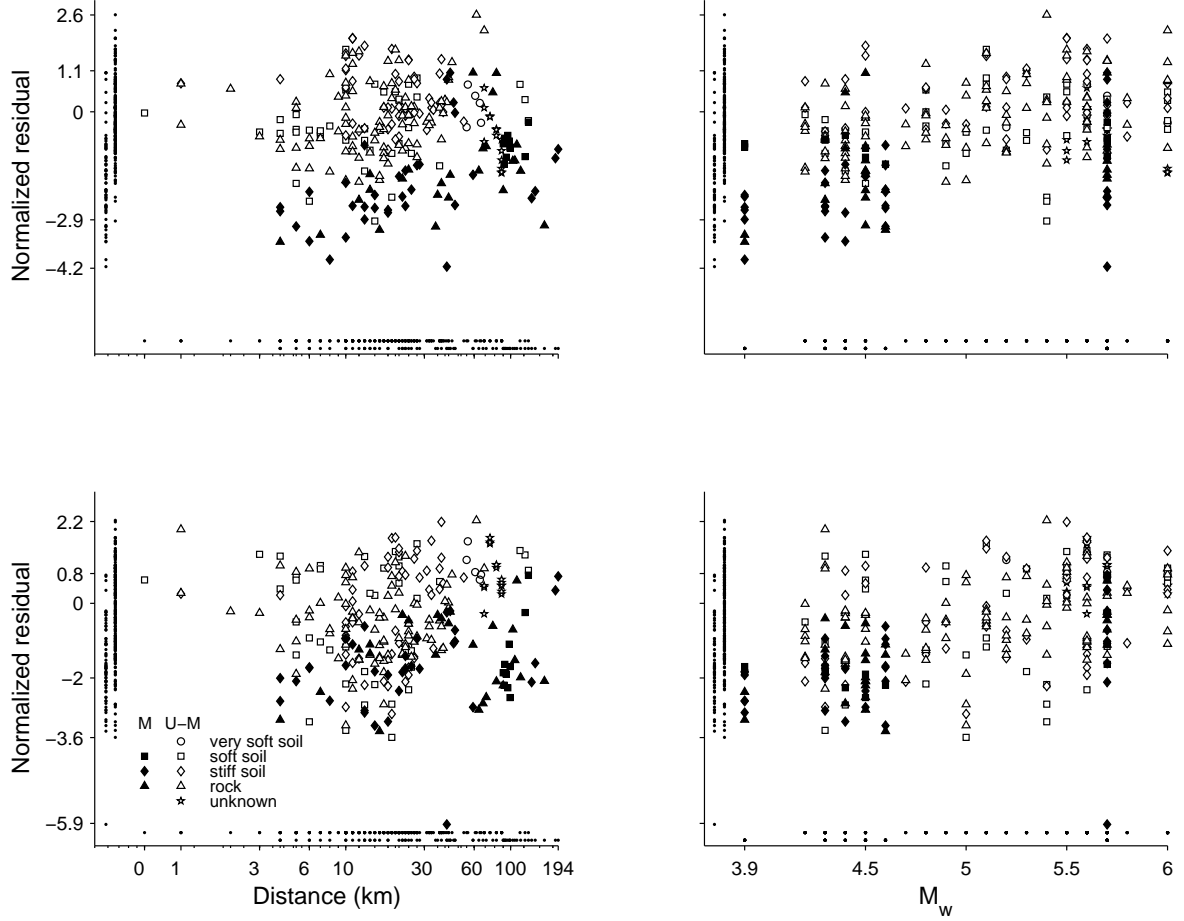 2.6
1.1
0
−2.9
−4.2
Normalized residual
2.2
0.8
0
−2
−3.6
−5.9
Normalized residual
M U−M
very soft soil
soft soil
stiff soil
rock
unknown
0 1 3 10 30 60 100 194
Distance (km)
3.9 4.5 5 5.5 6
M_w